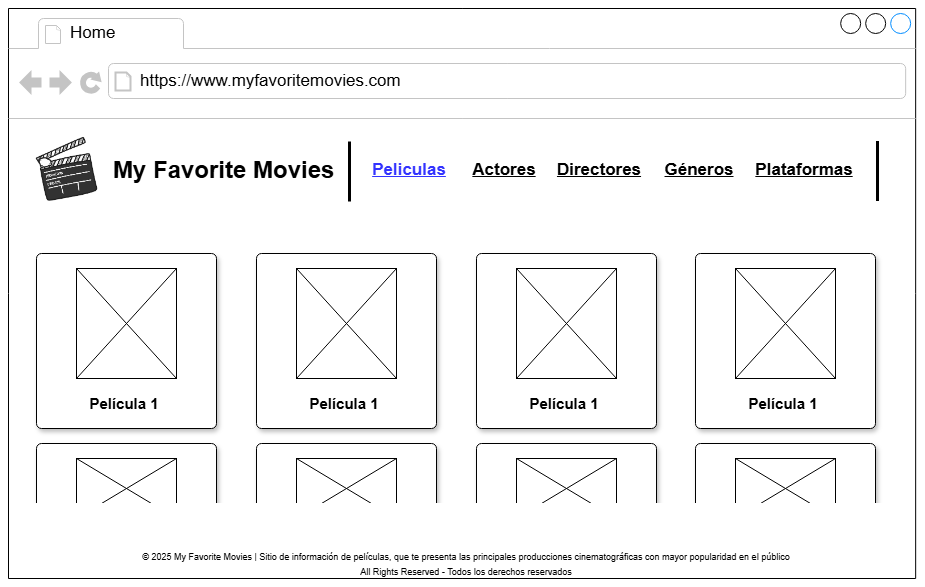 Home
https://www.myfavoritemovies.com
My Favorite Movies
Peliculas Actores Directores Géneros Plataformas
Película 1 Película 1 Película 1 Película 1
© 2025 My Favorite Movies | Sitio de información de películas, que te presenta las principales producciones cinematográficas con mayor popularidad en el público
All Rights Reserved - Todos los derechos reservados